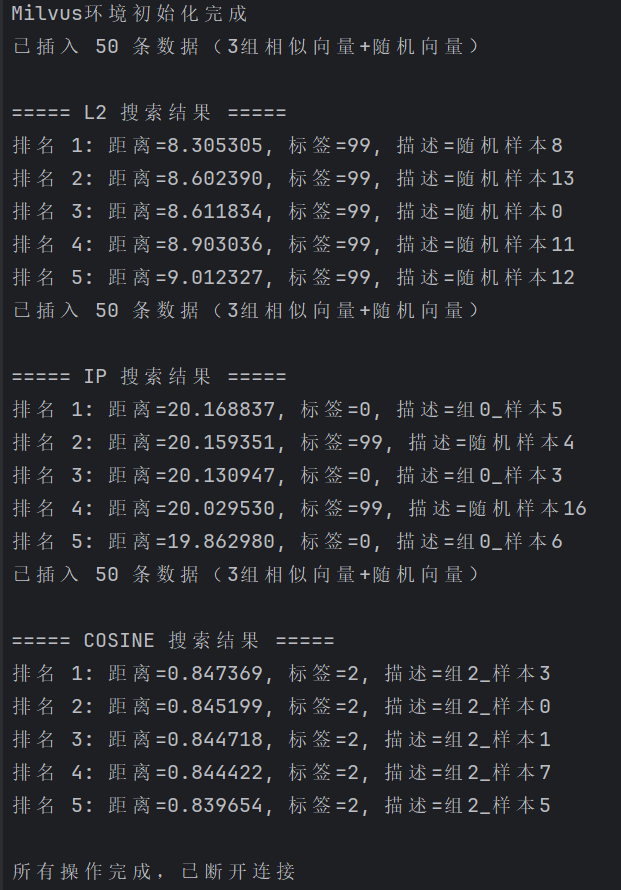 Milvus环境初始化完成
已插入 50 条数据（3组相似向量+随机向量）
===== L2 搜索结果 =====
排名 1: 距离=8.305305, 标签=99, 描述=随机样本8
排名 2: 距离=8.602390, 标签=99, 描述=随机样本13
排名 3: 距离=8.611834, 标签=99, 描述=随机样本0
排名 4: 距离=8.903036, 标签=99, 描述=随机样本11
排名 5: 距离=9.012327, 标签=99, 描述=随机样本12
已插入 50 条数据（3组相似向量+随机向量）
===== IP 搜索结果 =====
排名 1: 距离=20.168837, 标签=0, 描述=组0_样本5
排名 2: 距离=20.159351, 标签=99, 描述=随机样本4
排名 3: 距离=20.130947, 标签=0, 描述=组0_样本3
排名 4: 距离=20.029530, 标签=99, 描述=随机样本16
排名 5: 距离=19.862980, 标签=0, 描述=组0_样本6
已插入 50 条数据（3组相似向量+随机向量）
===== COSINE 搜索结果 =====
排名 1: 距离=0.847369, 标签=2, 描述=组2_样本3
排名 2: 距离=0.845199, 标签=2, 描述=组2_样本0
排名 3: 距离=0.844718, 标签=2, 描述=组2_样本1
排名 4: 距离=0.844422, 标签=2, 描述=组2_样本7
排名 5: 距离=0.839654, 标签=2, 描述=组2_样本5
所有操作完成，已断开连接